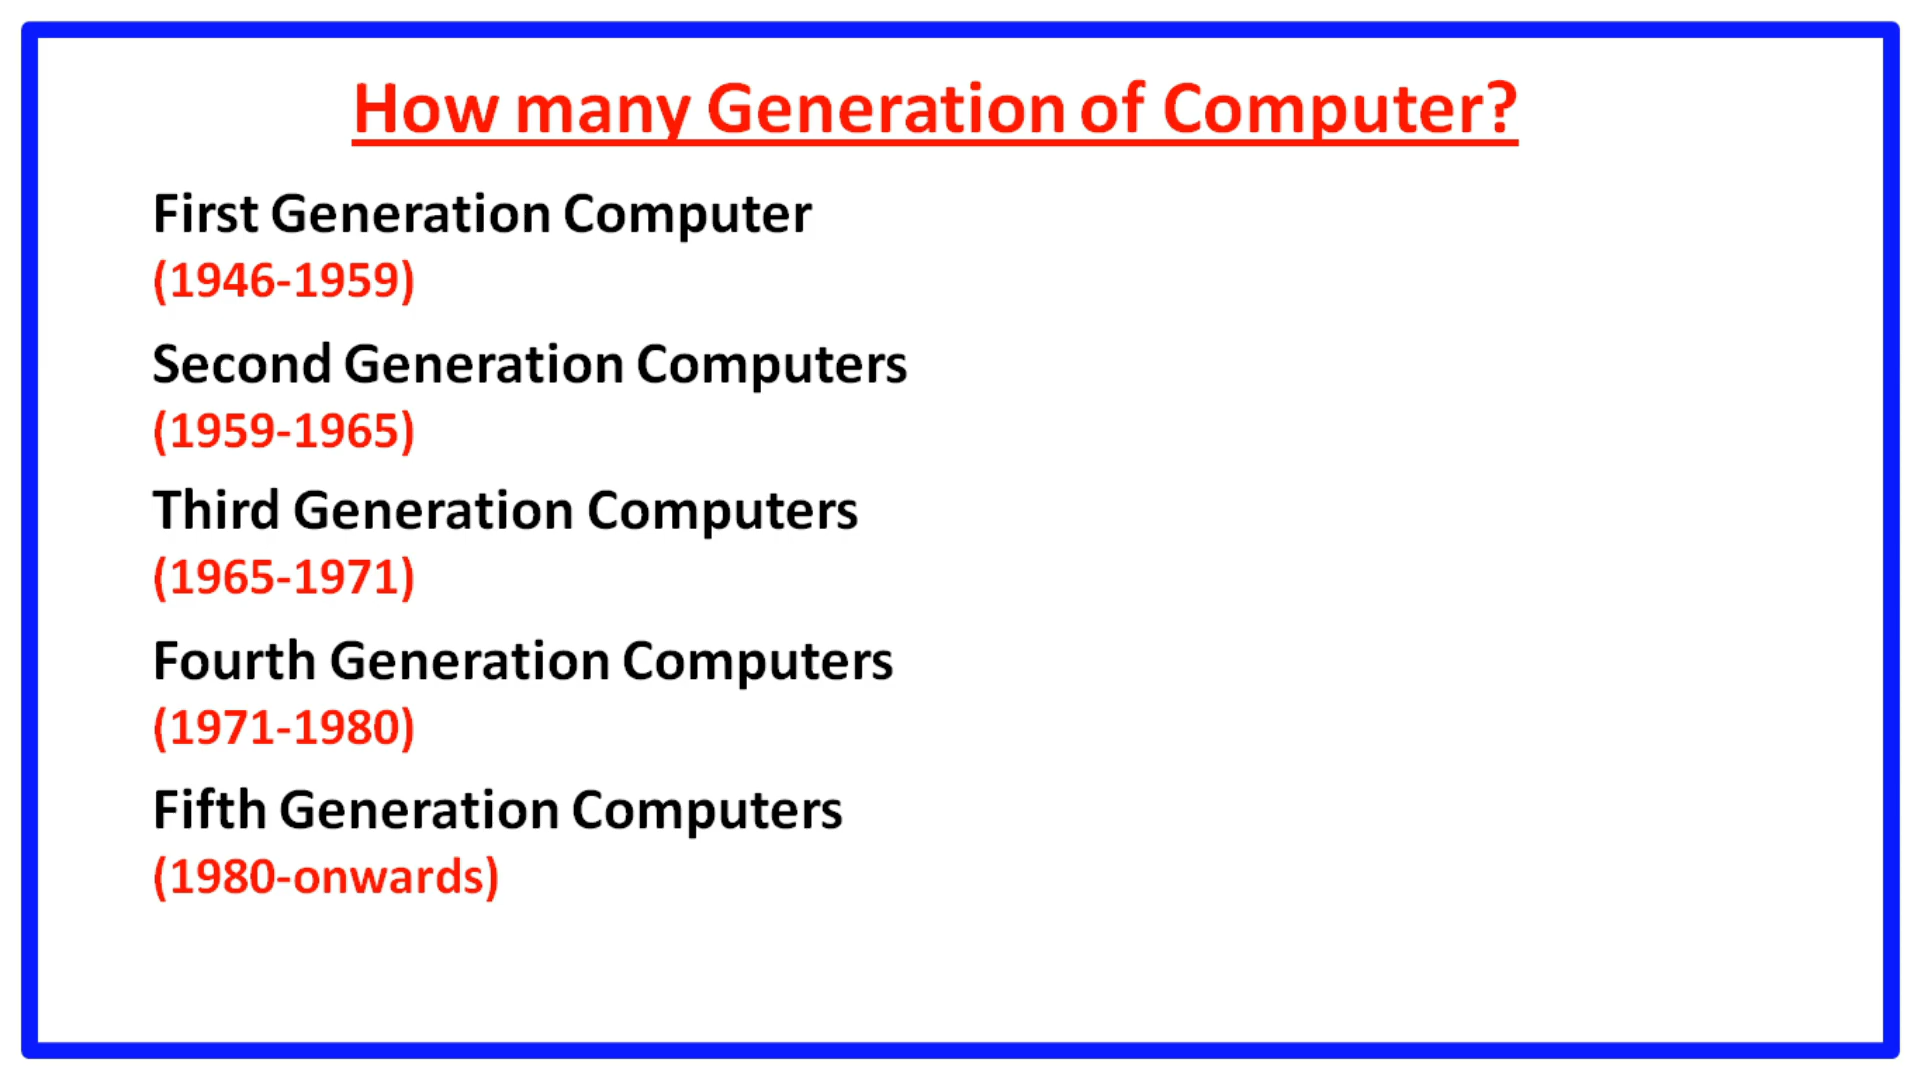 How many Generation of Computer?
First Generation Computer
(1946-1959)
Second Generation Computers
(1959-1965)
Third Generation Computers
(1965-1971)
Fourth Generation Computers
(1971-1980)
Fifth Generation Computers
(1980-onwards)